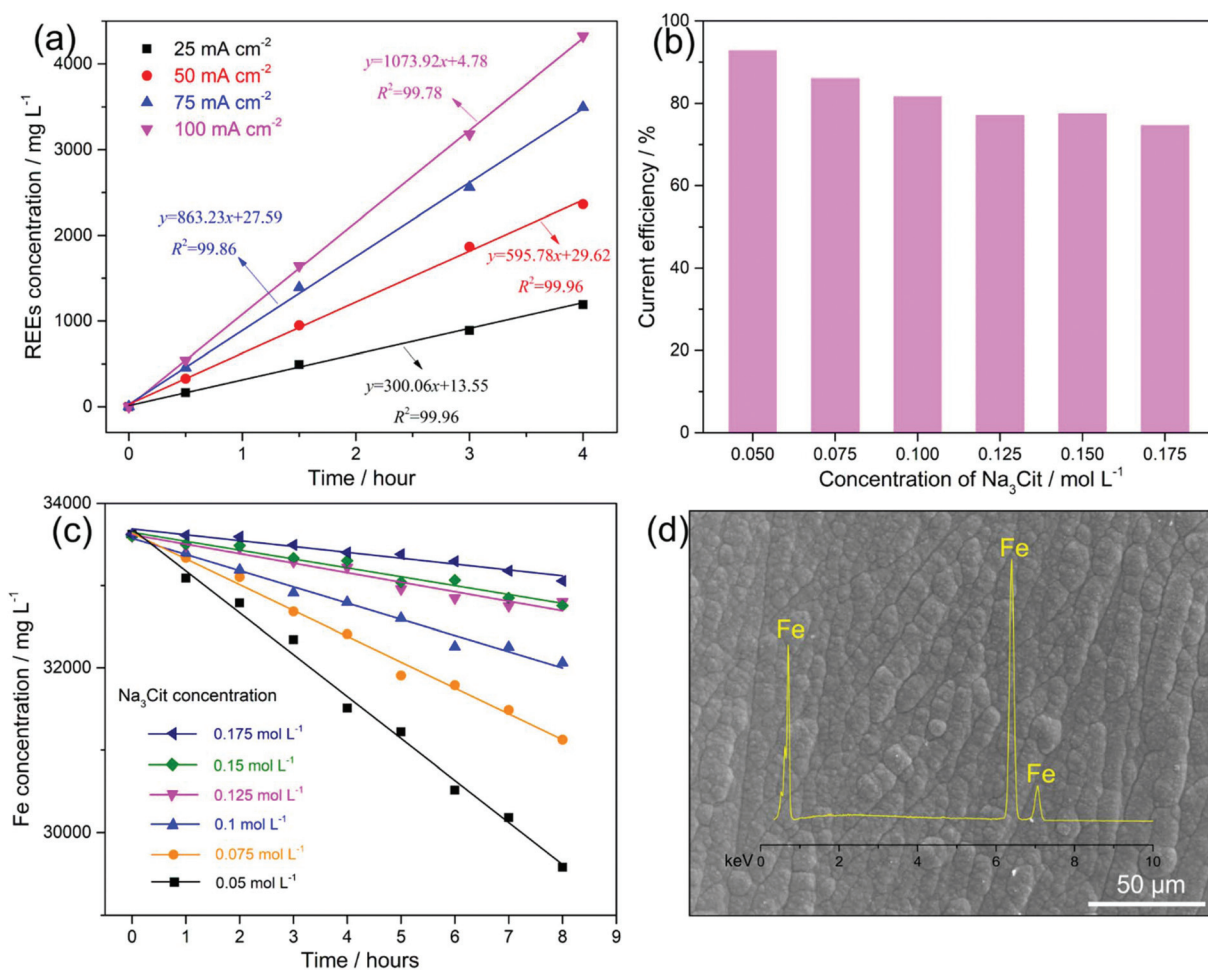 (a)
25 mA cm⁻²
50 mA cm⁻²
75 mA cm⁻²
100 mA cm⁻²
y=1073.92x+4.78
R²=99.78
y=863.23x+27.59
R²=99.86
y=595.78x+29.62
R²=99.96
y=300.06x+13.55
R²=99.96
REEs concentration / mg L⁻¹
4000
3000
2000
1000
0
0 1 2 3 4
Time / hour
(b)
Current efficiency / %
100
80
60
40
20
0
0.050 0.075 0.100 0.125 0.150 0.175
Concentration of Na₃Cit / mol L⁻¹
(c)
Fe concentration / mg L⁻¹
34000
32000
30000
Na₃Cit concentration
0.175 mol L⁻¹
0.15 mol L⁻¹
0.125 mol L⁻¹
0.1 mol L⁻¹
0.075 mol L⁻¹
0.05 mol L⁻¹
0 1 2 3 4 5 6 7 8 9
Time / hours
(d)
Fe
Fe
Fe
keV 0 2 4 6 8 10
50 µm